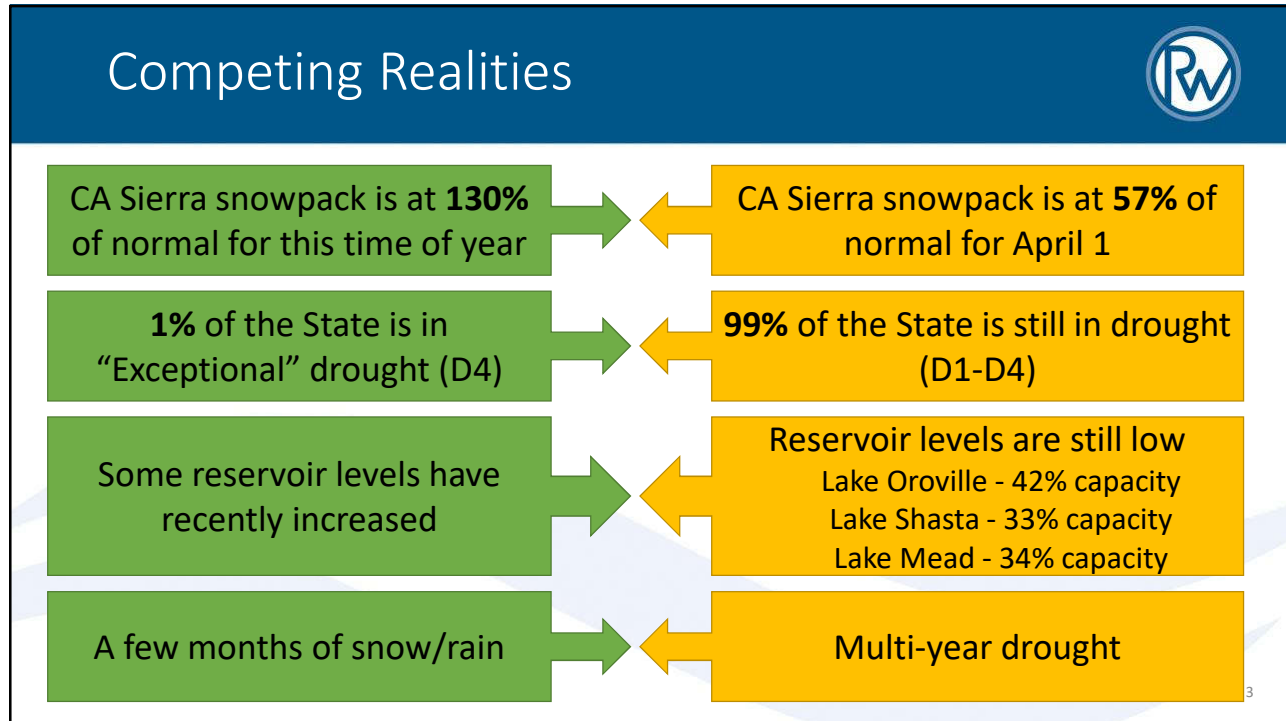 Competing Realities
RW
CA Sierra snowpack is at 130%
of normal for this time of year
CA Sierra snowpack is at 57% of
normal for April 1
1% of the State is in
“Exceptional” drought (D4)
99% of the State is still in drought
(D1-D4)
Some reservoir levels have
recently increased
Reservoir levels are still low
Lake Oroville - 42% capacity
Lake Shasta - 33% capacity
Lake Mead - 34% capacity
A few months of snow/rain
Multi-year drought
3